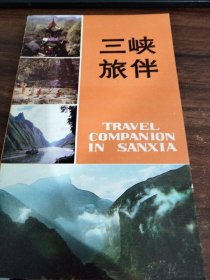 三峡
旅伴
TRAVEL
COMPANION
IN SANXIA